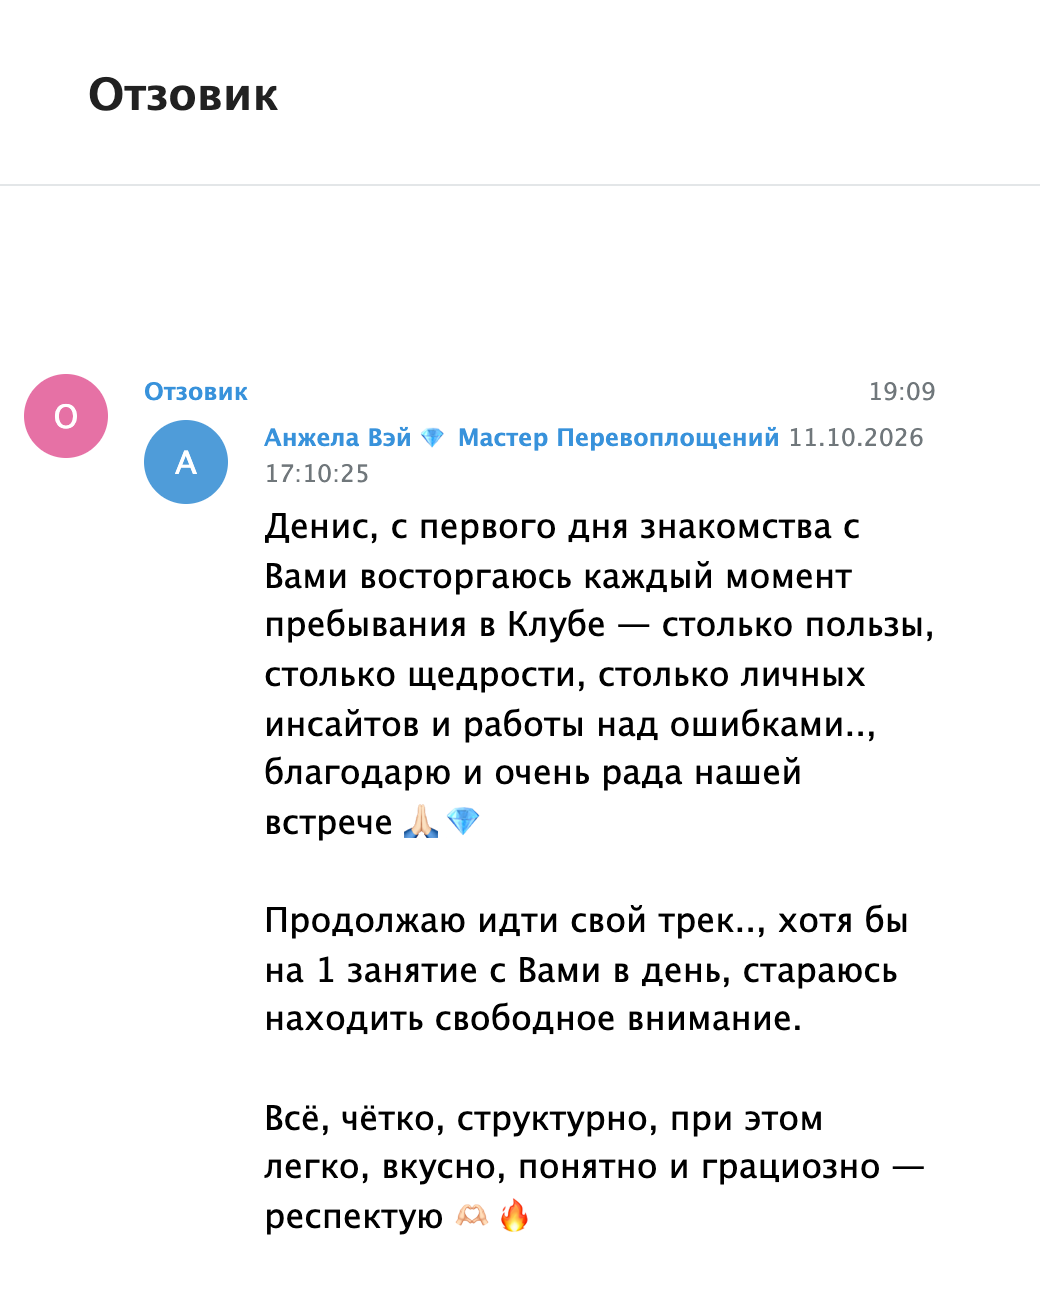 Отзовик
О
Отзовик 19:09
А
Анжела Вэй 💎 Мастер Перевоплощений 11.10.2026
17:10:25
Денис, с первого дня знакомства с
Вами восторгаюсь каждый момент
пребывания в Клубе — столько пользы,
столько щедрости, столько личных
инсайтов и работы над ошибками..,
благодарю и очень рада нашей
встрече 🙏🏻💎
Продолжаю идти свой трек.., хотя бы
на 1 занятие с Вами в день, стараюсь
находить свободное внимание.
Всё, чётко, структурно, при этом
легко, вкусно, понятно и грациозно —
респектую 🫶🏻🔥